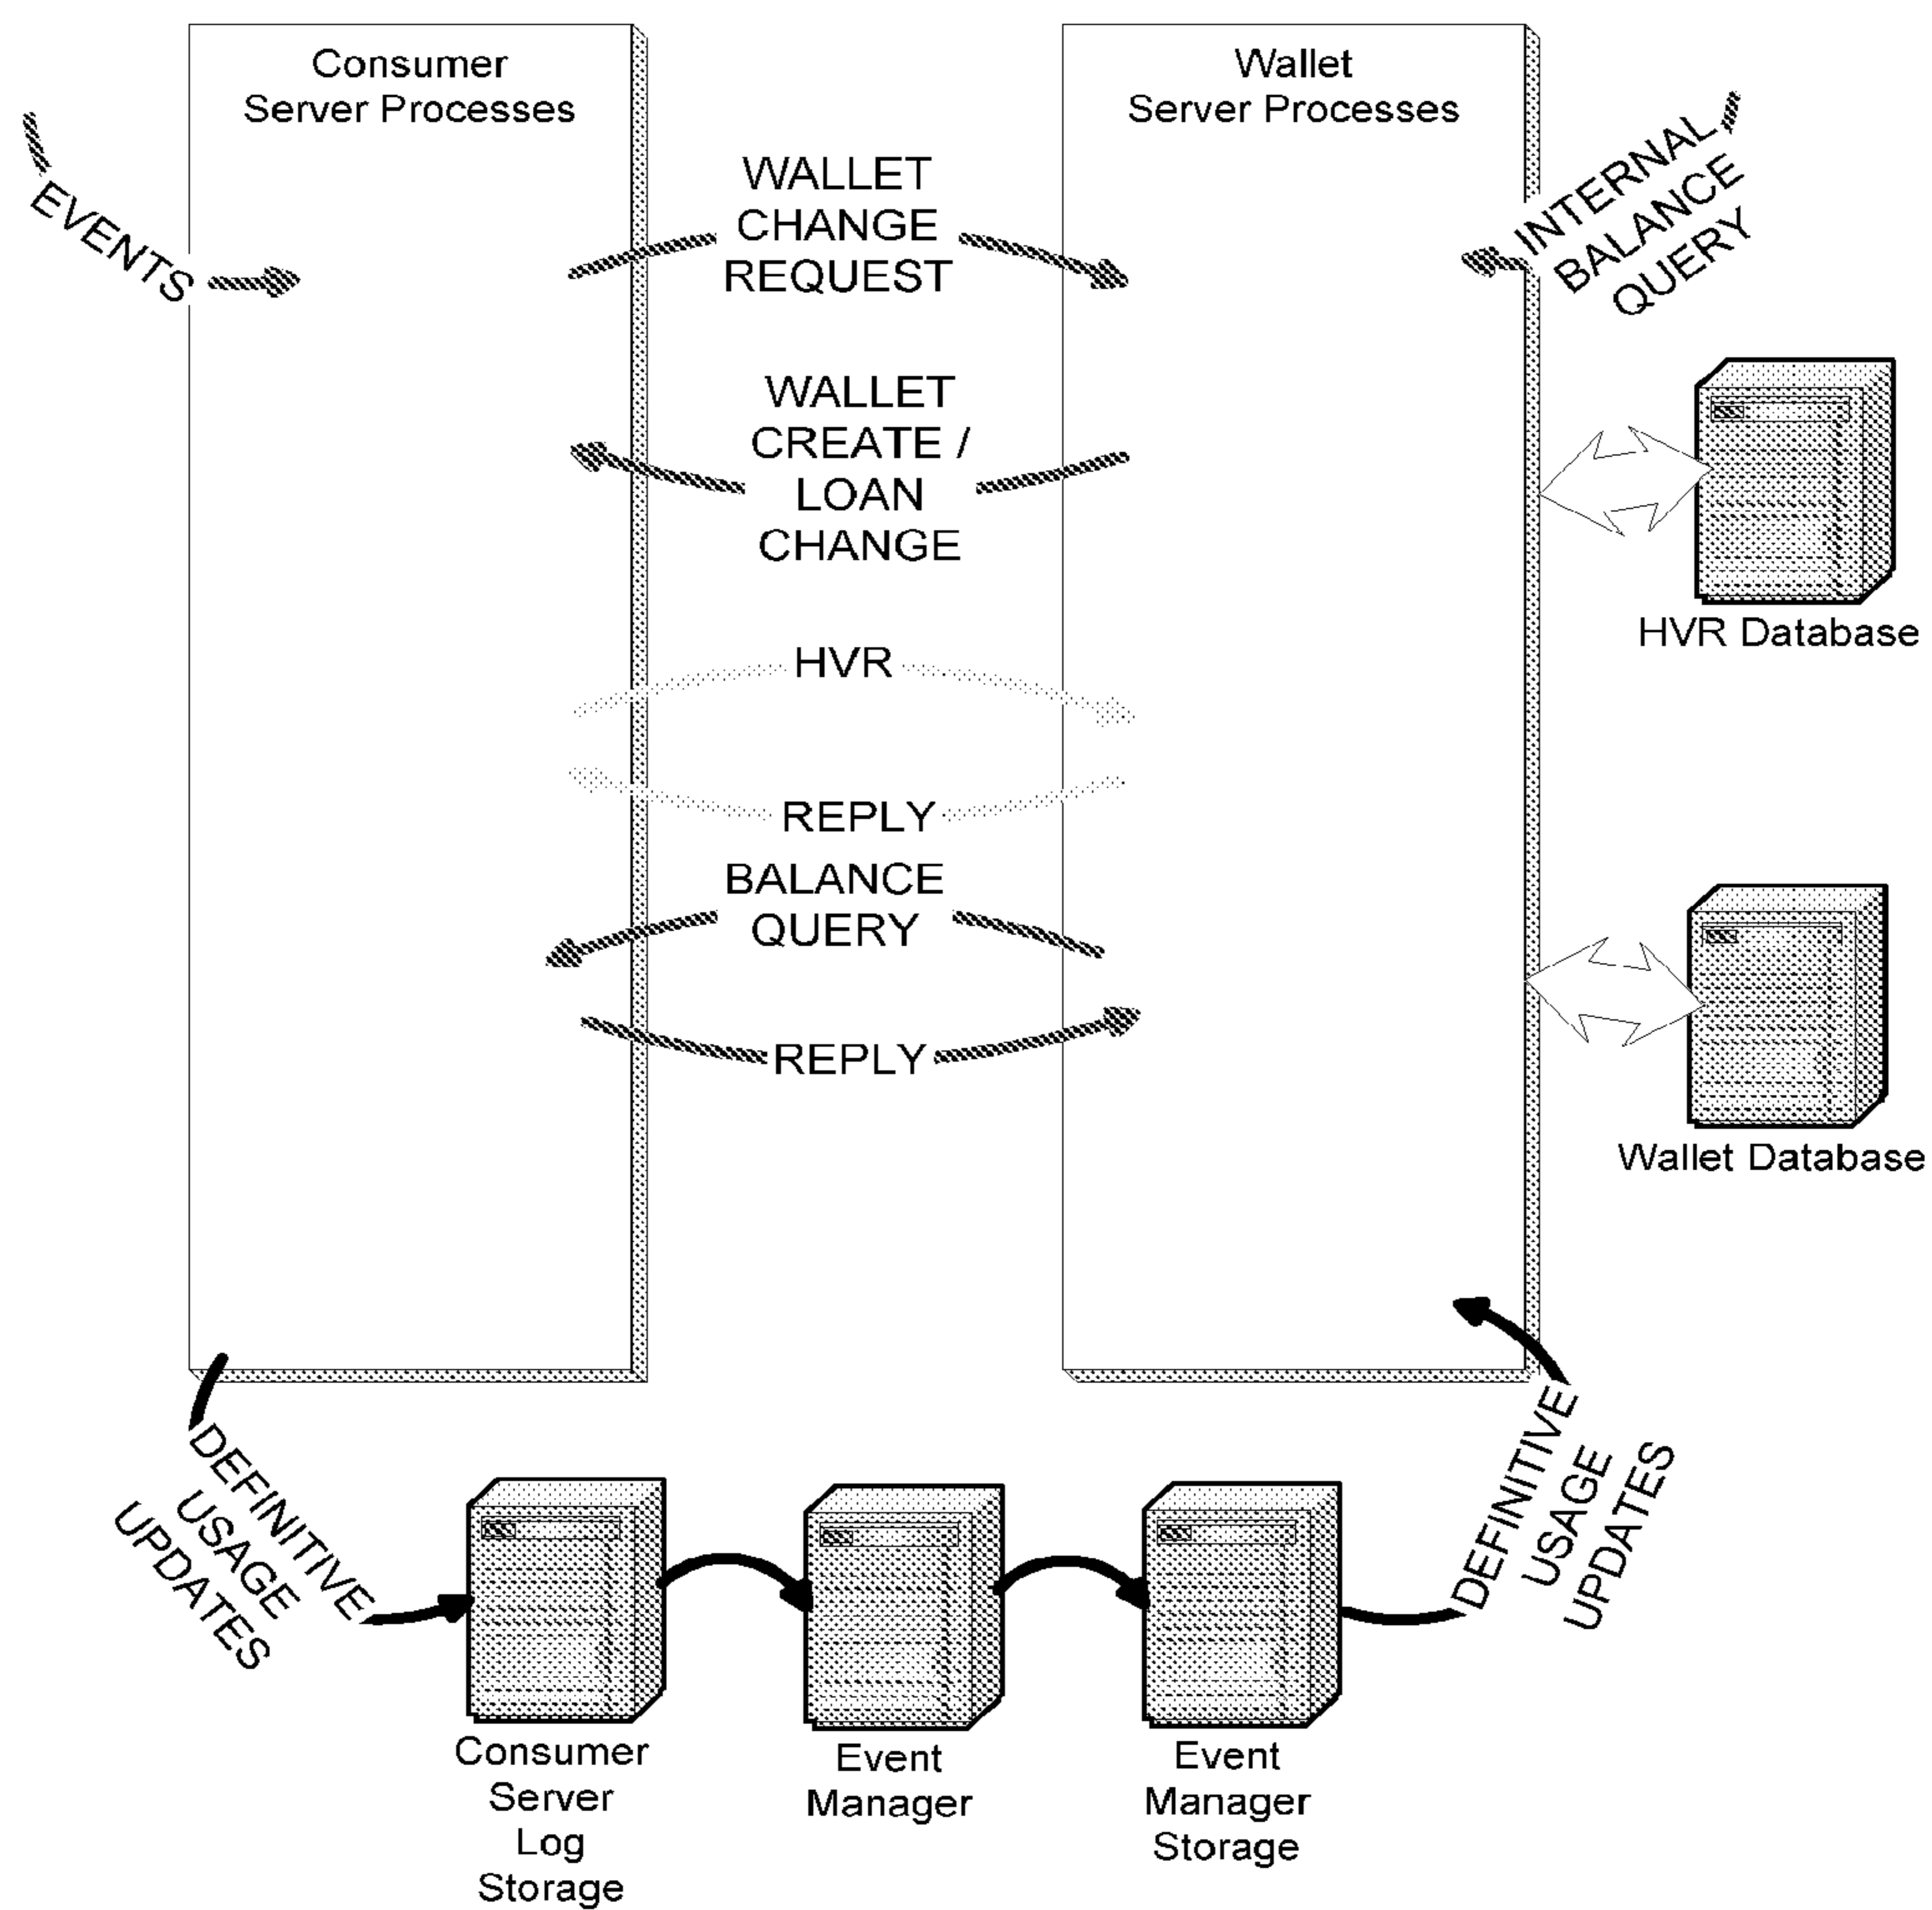 Consumer
Server Processes
Wallet
Server Processes
EVENTS
WALLET
CHANGE
REQUEST
INTERNAL
BALANCE
QUERY
WALLET
CREATE /
LOAN
CHANGE
HVR Database
HVR
REPLY
BALANCE
QUERY
REPLY
Wallet Database
DEFINITIVE
USAGE
UPDATES
DEFINITIVE
USAGE
UPDATES
Consumer
Server
Log
Storage
Event
Manager
Event
Manager
Storage